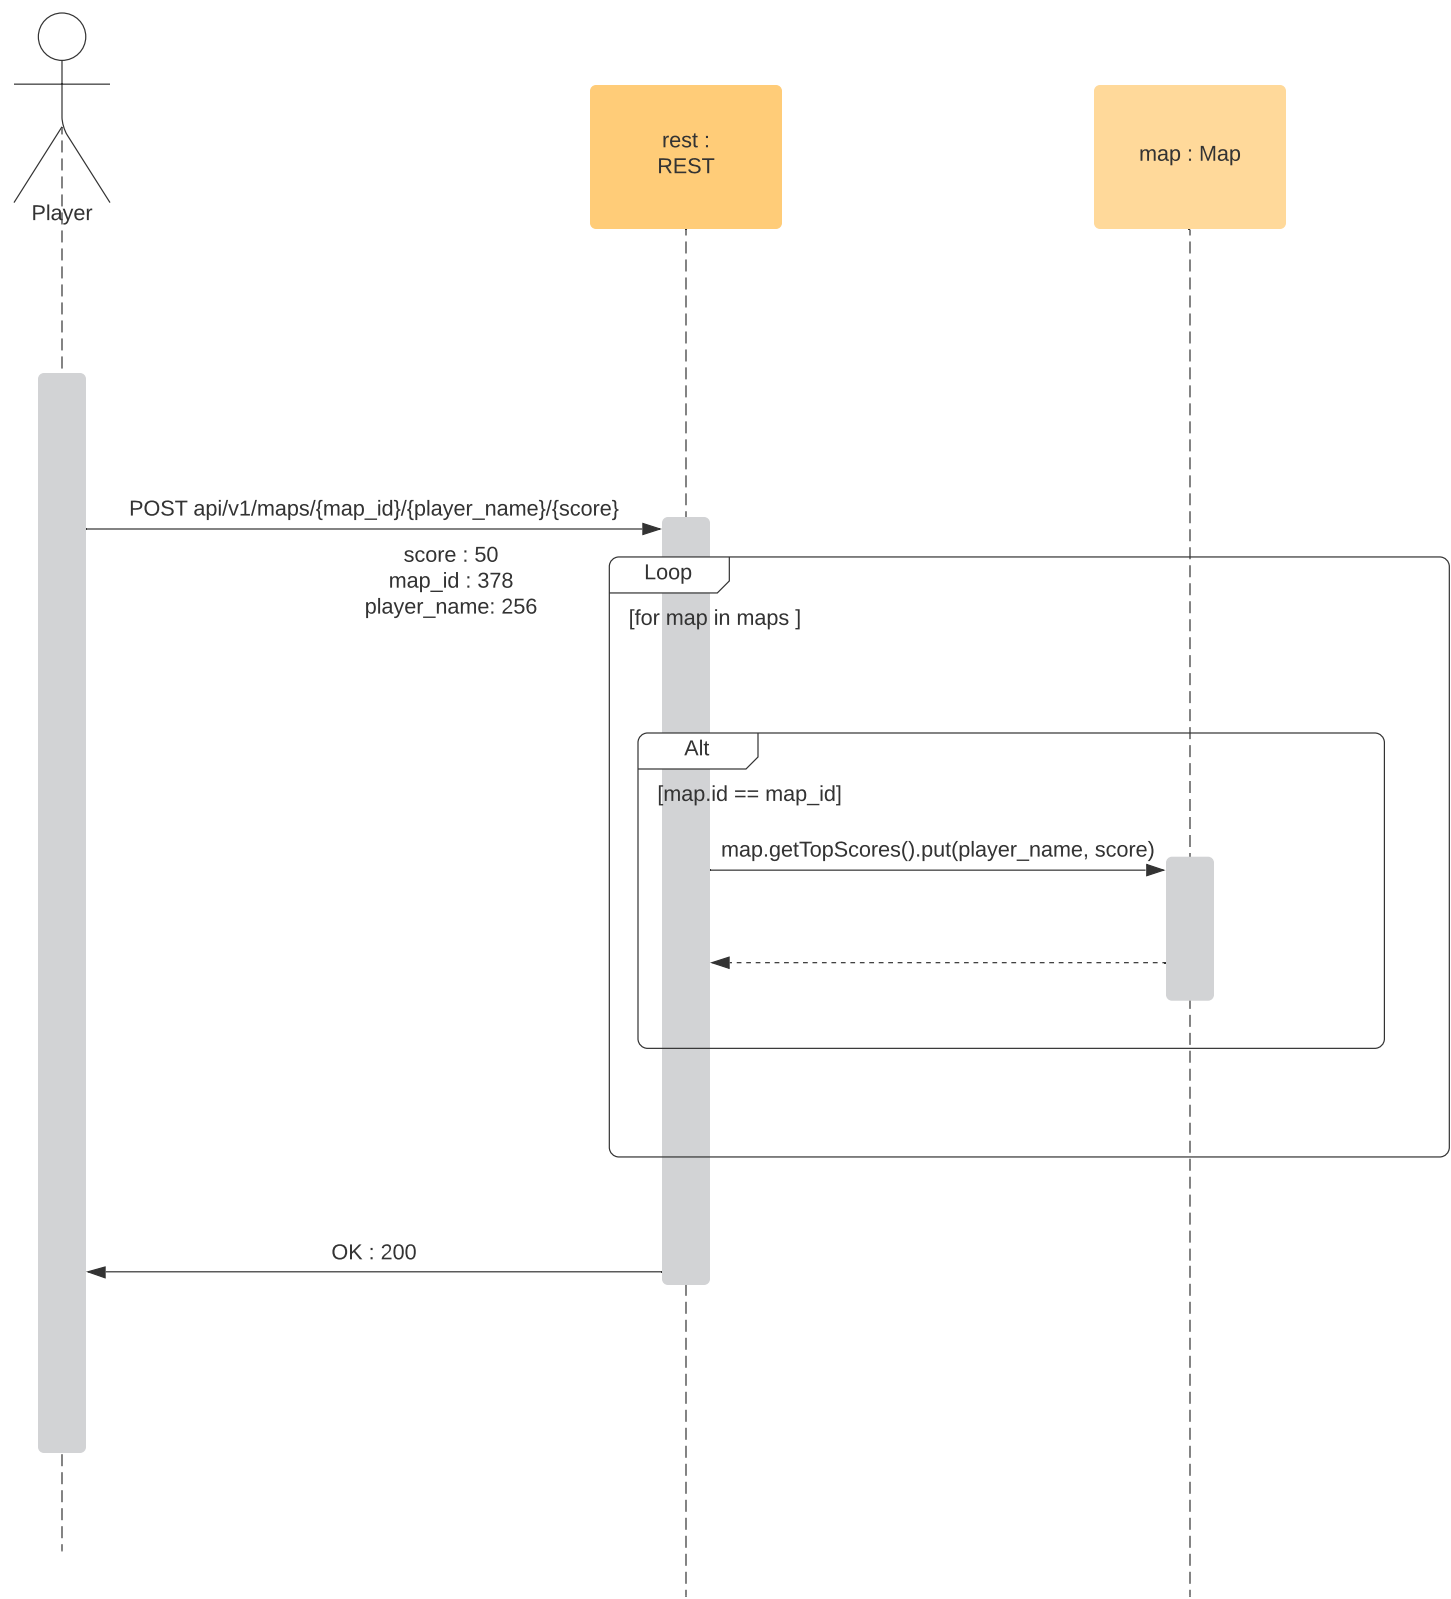 Player
rest :
REST
map : Map
POST api/v1/maps/{map_id}/{player_name}/{score}
score : 50
map_id : 378
player_name: 256
Loop
[for map in maps ]
Alt
[map.id == map_id]
map.getTopScores().put(player_name, score)
OK : 200